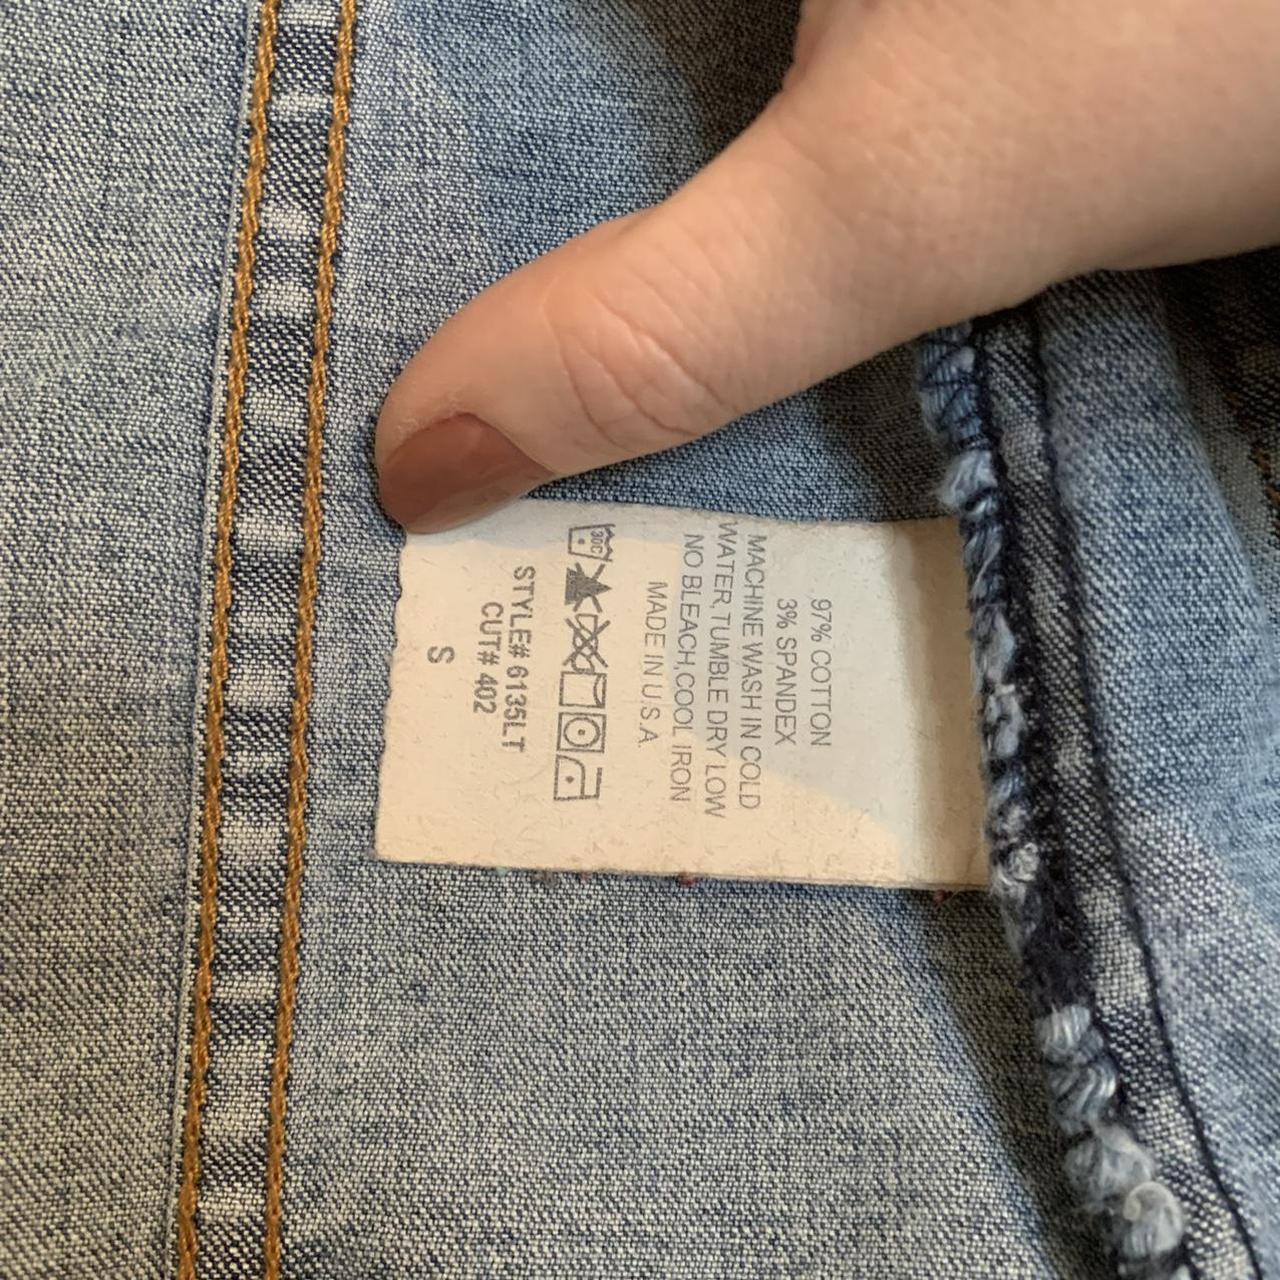 97% COTTON
3% SPANDEX
MACHINE WASH IN COLD
WATER,TUMBLE DRY LOW
NO BLEACH,COOL IRON
MADE IN U.S.A.
30C
STYLE# 6135LT
CUT# 402
S